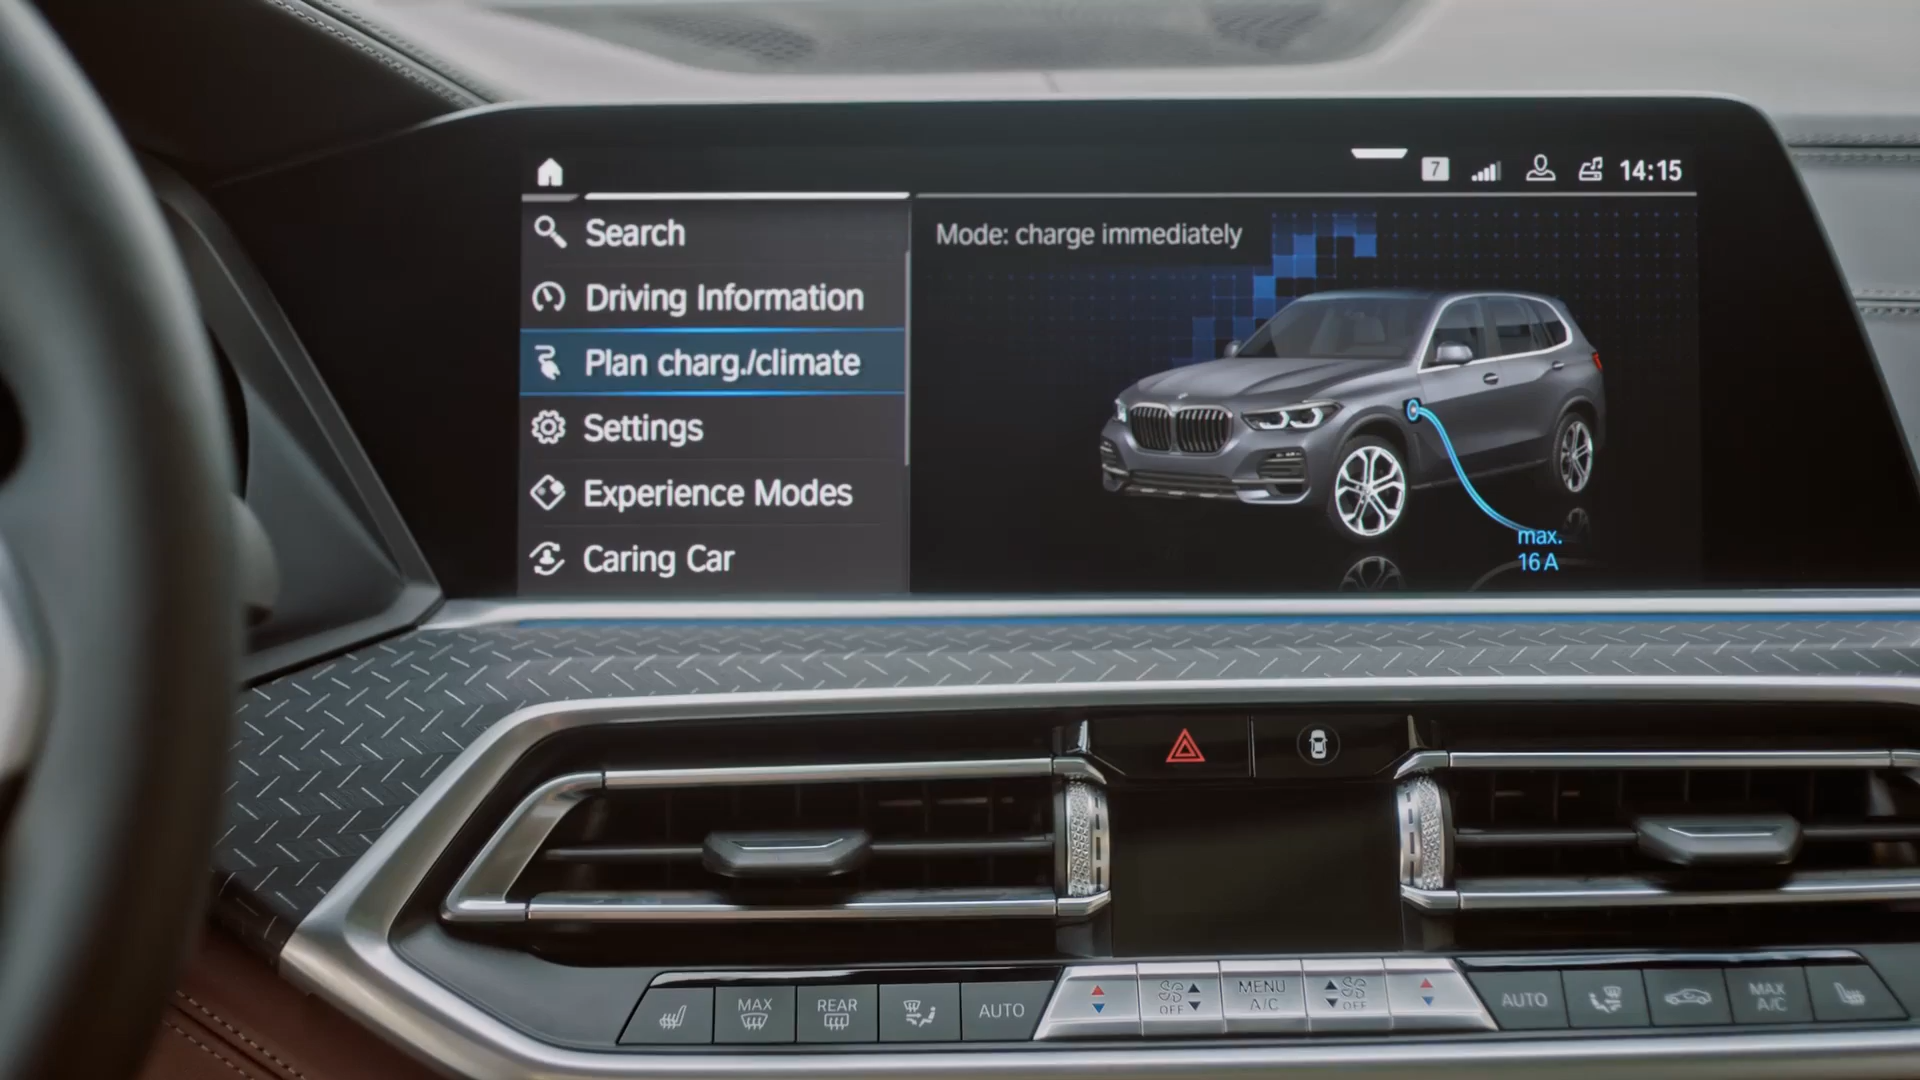 7 14:15
Search
Driving Information
Plan charg./climate
Settings
Experience Modes
Caring Car
Mode: charge immediately
max.
16 A
MAX
REAR
AUTO
OFF
MENU
A/C
OFF
AUTO
MAX
A/C